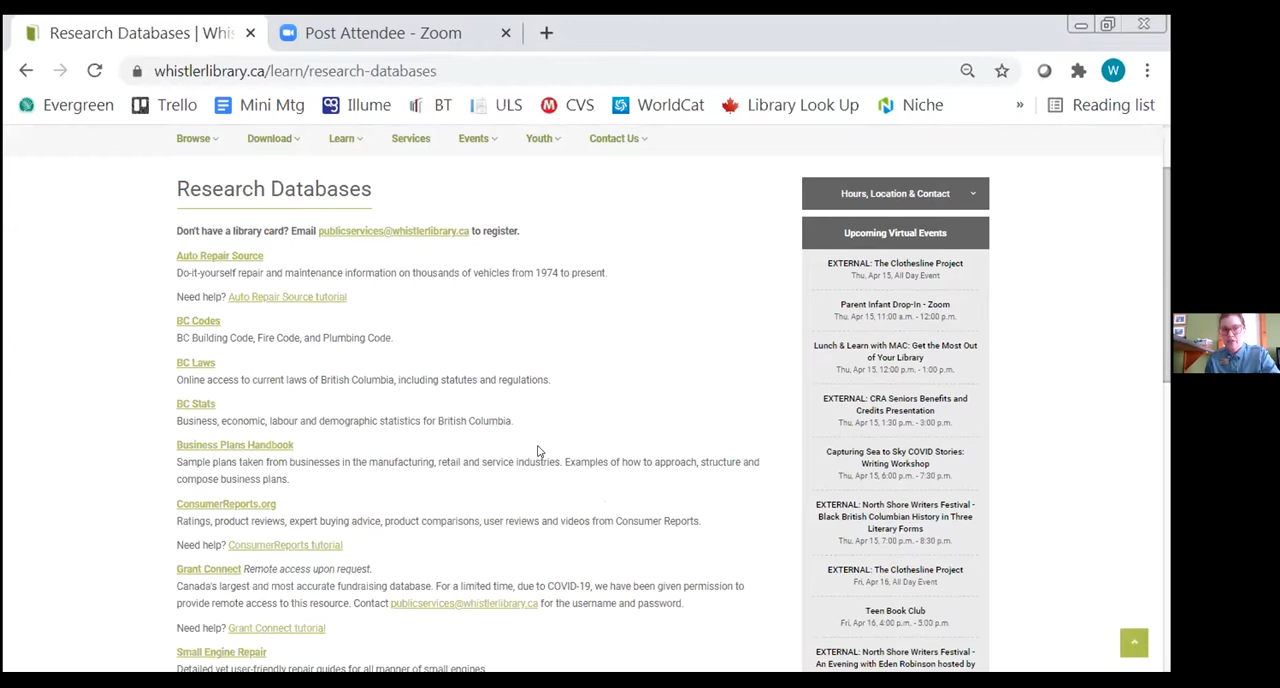 Research Databases | Whis
Post Attendee - Zoom
whistlerlibrary.ca/learn/research-databases
W
Evergreen
Trello
Mini Mtg
Illume
BT
ULS
CVS
WorldCat
Library Look Up
Niche
»
Reading list
Browse
Download
Learn
Services
Events
Youth
Contact Us
Research Databases
Don't have a library card? Email publicservices@whistlerlibrary.ca to register.
Auto Repair Source
Do-it-yourself repair and maintenance information on thousands of vehicles from 1974 to present.
Need help? Auto Repair Source tutorial
BC Codes
BC Building Code, Fire Code, and Plumbing Code.
BC Laws
Online access to current laws of British Columbia, including statutes and regulations.
BC Stats
Business, economic, labour and demographic statistics for British Columbia.
Business Plans Handbook
Sample plans taken from businesses in the manufacturing, retail and service industries. Examples of how to approach, structure and
compose business plans.
ConsumerReports.org
Ratings, product reviews, expert buying advice, product comparisons, user reviews and videos from Consumer Reports.
Need help? ConsumerReports tutorial
Grant Connect Remote access upon request.
Canada's largest and most accurate fundraising database. For a limited time, due to COVID-19, we have been given permission to
provide remote access to this resource. Contact publicservices@whistlerlibrary.ca for the username and password.
Need help? Grant Connect tutorial
Small Engine Repair
Detailed yet user-friendly repair guides for all manner of small engines
Hours, Location & Contact
Upcoming Virtual Events
EXTERNAL: The Clothesline Project
Thu, Apr 15, All Day Event
Parent Infant Drop-In - Zoom
Thu, Apr 15, 11:00 a.m. - 12:00 p.m.
Lunch & Learn with MAC: Get the Most Out
of Your Library
Thu, Apr 15, 12:00 p.m. - 1:00 p.m.
EXTERNAL: CRA Seniors Benefits and
Credits Presentation
Thu, Apr 15, 1:30 p.m. - 3:00 p.m.
Capturing Sea to Sky COVID Stories:
Writing Workshop
Thu, Apr 15, 6:00 p.m. - 7:30 p.m.
EXTERNAL: North Shore Writers Festival -
Black British Columbian History in Three
Literary Forms
Thu, Apr 15, 7:00 p.m. - 8:30 p.m.
EXTERNAL: The Clothesline Project
Fri, Apr 16, All Day Event
Teen Book Club
Fri, Apr 16, 4:00 p.m. - 5:00 p.m.
EXTERNAL: North Shore Writers Festival -
An Evening with Eden Robinson hosted by